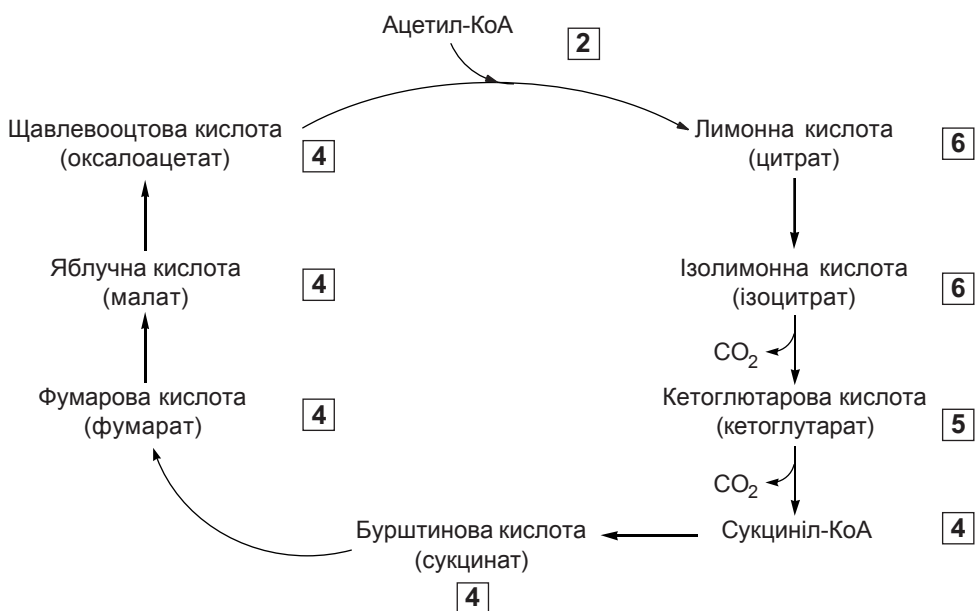 Ацетил-КоА
2
Щавлевооцтова кислота
(оксалоацетат)
4
Лимонна кислота
(цитрат)
6
Яблучна кислота
(малат)
4
Ізолимонна кислота
(ізоцитрат)
6
CO2
Фумарова кислота
(фумарат)
4
Кетоглютарова кислота
(кетоглутарат)
5
CO2
Бурштинова кислота
(сукцинат)
4
Сукциніл-КоА
4